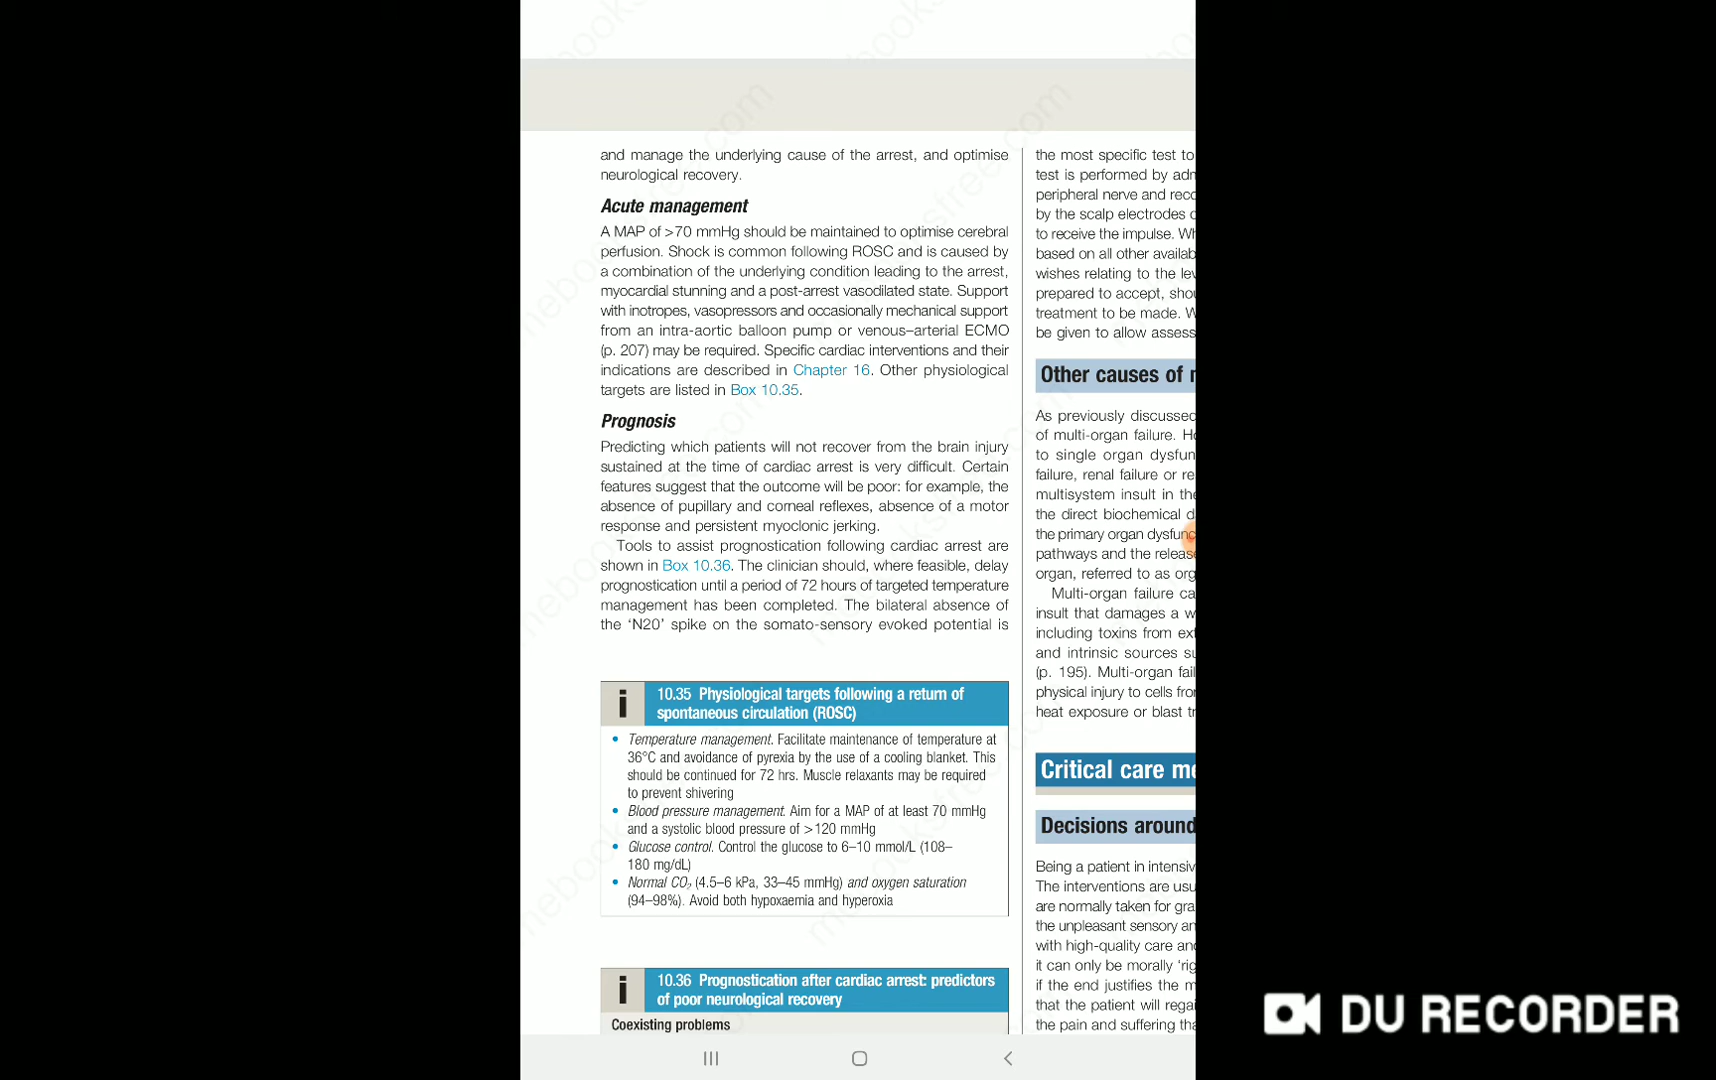 and manage the underlying cause of the arrest, and optimise
neurological recovery.
Acute management
A MAP of >70 mmHg should be maintained to optimise cerebral
perfusion. Shock is common following ROSC and is caused by
a combination of the underlying condition leading to the arrest,
myocardial stunning and a post-arrest vasodilated state. Support
with inotropes, vasopressors and occasionally mechanical support
from an intra-aortic balloon pump or venous–arterial ECMO
(p. 207) may be required. Specific cardiac interventions and their
indications are described in Chapter 16. Other physiological
targets are listed in Box 10.35.
Prognosis
Predicting which patients will not recover from the brain injury
sustained at the time of cardiac arrest is very difficult. Certain
features suggest that the outcome will be poor: for example, the
absence of pupillary and corneal reflexes, absence of a motor
response and persistent myoclonic jerking.
Tools to assist prognostication following cardiac arrest are
shown in Box 10.36. The clinician should, where feasible, delay
prognostication until a period of 72 hours of targeted temperature
management has been completed. The bilateral absence of
the ‘N20’ spike on the somato-sensory evoked potential is
i 10.35 Physiological targets following a return of
spontaneous circulation (ROSC)
• Temperature management. Facilitate maintenance of temperature at
36°C and avoidance of pyrexia by the use of a cooling blanket. This
should be continued for 72 hrs. Muscle relaxants may be required
to prevent shivering
• Blood pressure management. Aim for a MAP of at least 70 mmHg
and a systolic blood pressure of >120 mmHg
• Glucose control. Control the glucose to 6–10 mmol/L (108–
180 mg/dL)
• Normal CO₂ (4.5–6 kPa, 33–45 mmHg) and oxygen saturation
(94–98%). Avoid both hypoxaemia and hyperoxia
i 10.36 Prognostication after cardiac arrest: predictors
of poor neurological recovery
Coexisting problems
the most specific test to
test is performed by adm
peripheral nerve and reco
by the scalp electrodes
to receive the impulse. Wh
based on all other availab
wishes relating to the lev
prepared to accept, shou
treatment to be made. W
be given to allow assess
Other causes of
As previously discussed
of multi-organ failure. Ho
to single organ dysfun
failure, renal failure or re
multisystem insult in the
the direct biochemical d
the primary organ dysfunc
pathways and the release
organ, referred to as org
Multi-organ failure ca
insult that damages a w
including toxins from ext
and intrinsic sources su
(p. 195). Multi-organ fail
physical injury to cells from
heat exposure or blast tr
Critical care me
Decisions around
Being a patient in intensiv
The interventions are usu
are normally taken for gra
the unpleasant sensory an
with high-quality care and
it can only be morally ‘rig
if the end justifies the m
that the patient will regai
the pain and suffering tha
DU RECORDER